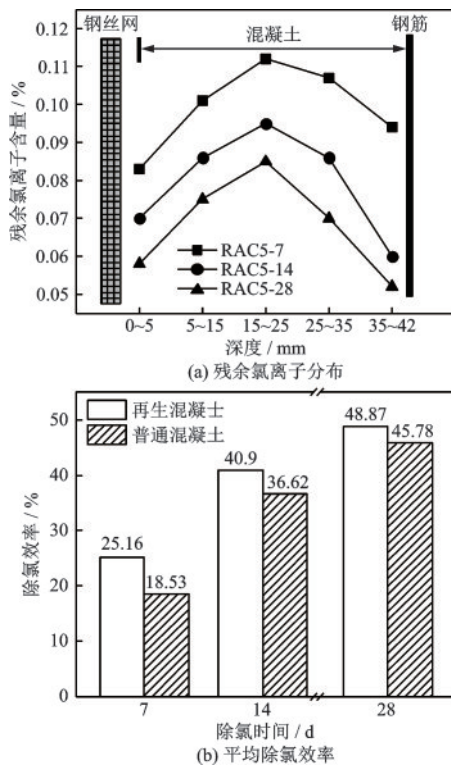 钢丝网
混凝土
钢筋
0.12
0.11
0.10
0.09
0.08
0.07
0.06
0.05
残余氯离子含量 / %
RAC5-7
RAC5-14
RAC5-28
0~5 5~15 15~25 25~35 35~42
深度 / mm
(a) 残余氯离子分布
再生混凝土
普通混凝土
50
40
30
20
10
0
除氯效率 / %
25.16
18.53
40.9
36.62
48.87
45.78
7 14 28
除氯时间 / d
(b) 平均除氯效率